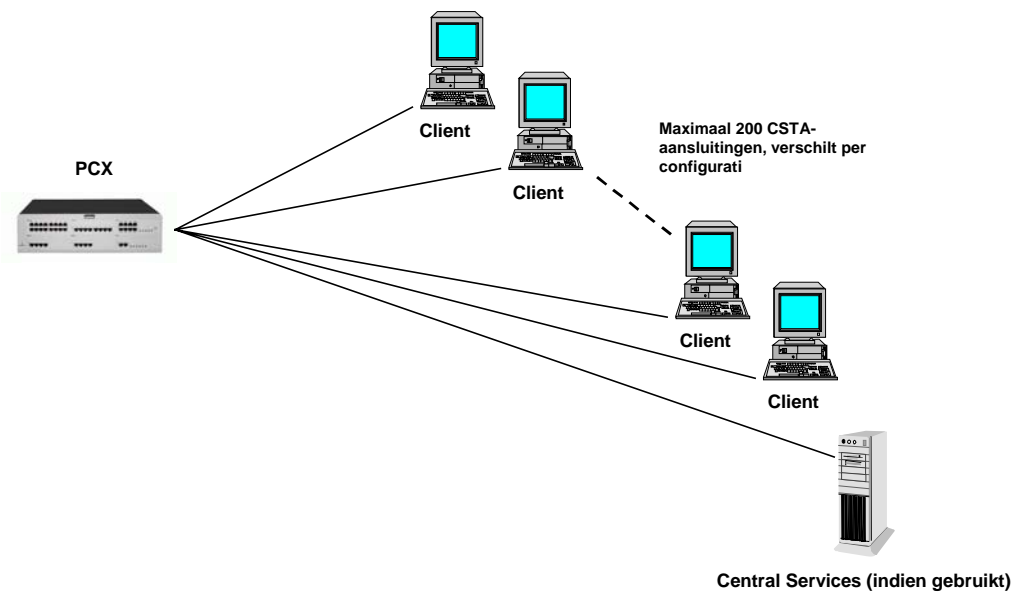 Client
Maximaal 200 CSTA-
aansluitingen, verschilt per
configurati
PCX
Client
Client
Client
Central Services (indien gebruikt)